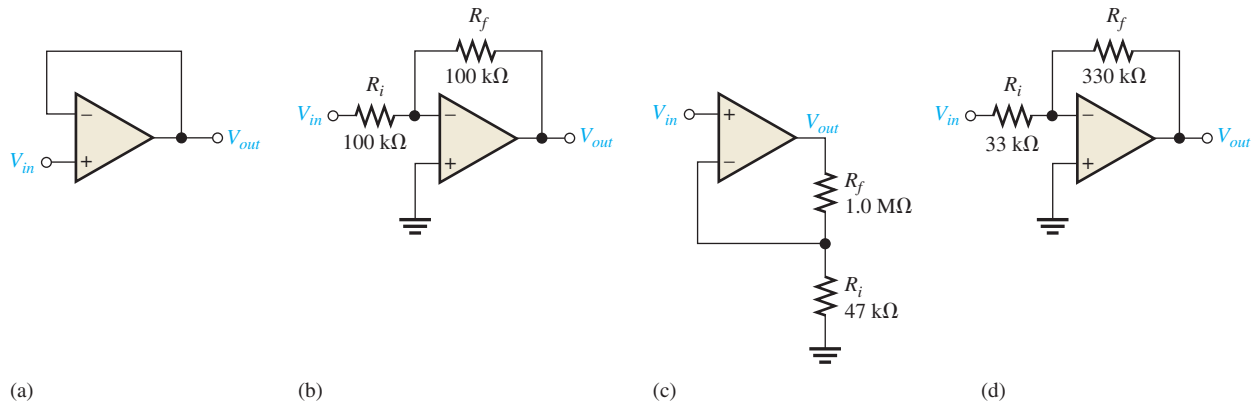 −
+
V_in
V_out
(a)
R_f
100 kΩ
R_i
100 kΩ
V_in
−
+
V_out
(b)
V_in
+
−
V_out
R_f
1.0 MΩ
R_i
47 kΩ
(c)
R_f
330 kΩ
R_i
33 kΩ
V_in
−
+
V_out
(d)